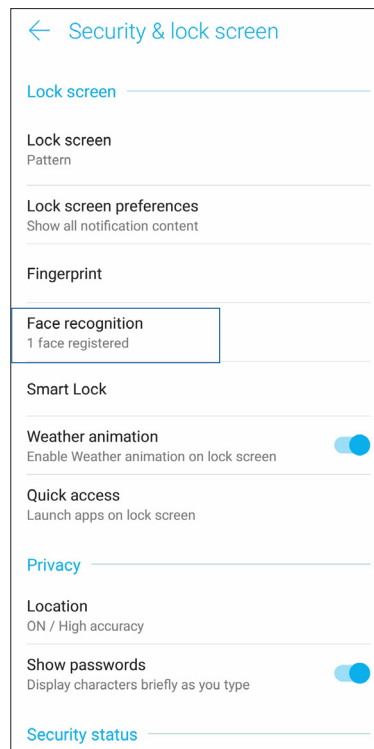 Security & lock screen
Lock screen
Lock screen
Pattern
Lock screen preferences
Show all notification content
Fingerprint
Face recognition
1 face registered
Smart Lock
Weather animation
Enable Weather animation on lock screen
Quick access
Launch apps on lock screen
Privacy
Location
ON / High accuracy
Show passwords
Display characters briefly as you type
Security status